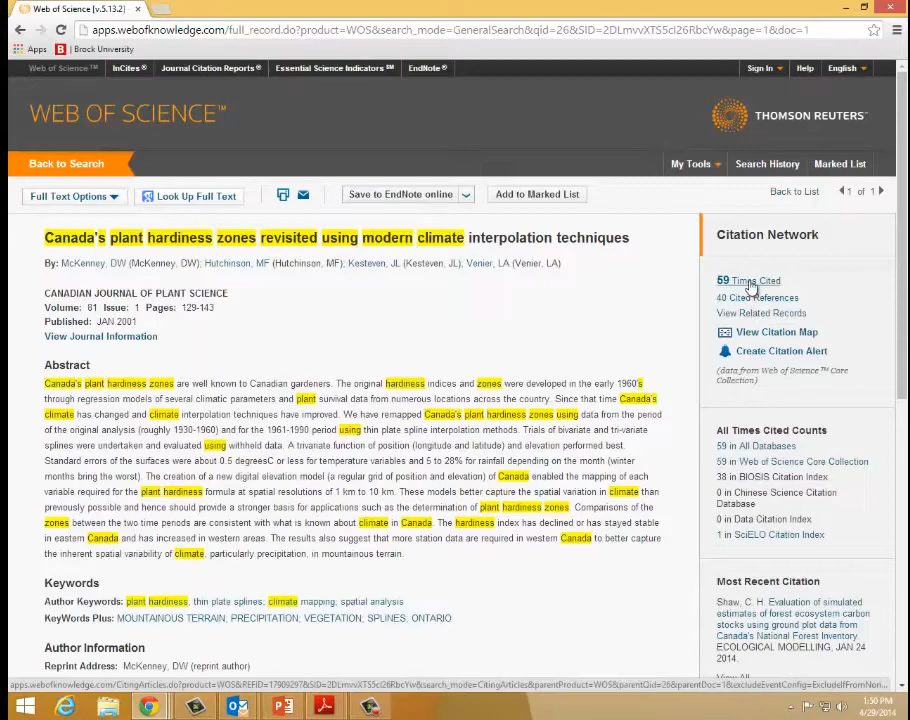 Web of Science [v.5.13.2)
apps.webofknowledge.com/full_record.do?product=WOS&search_mode=GeneralSearch&qid=26&SID=2DLmvvXTS5cI26RbcYw&page=1&doc=1
Apps Brock University
Web of Science™ InCites® Journal Citation Reports® Essential Science Indicators℠ EndNote® Sign In Help English
WEB OF SCIENCE™ THOMSON REUTERS™
Back to Search My Tools Search History Marked List
Full Text Options Look Up Full Text Save to EndNote online Add to Marked List Back to List 1 of 1
Canada's plant hardiness zones revisited using modern climate interpolation techniques
By: McKenney, DW (McKenney, DW); Hutchinson, MF (Hutchinson, MF); Kesteven, JL (Kesteven, JL); Venier, LA (Venier, LA)
CANADIAN JOURNAL OF PLANT SCIENCE
Volume: 81 Issue: 1 Pages: 129-143
Published: JAN 2001
View Journal Information
Abstract
Canada's plant hardiness zones are well known to Canadian gardeners. The original hardiness indices and zones were developed in the early 1960's
through regression models of several climatic parameters and plant survival data from numerous locations across the country. Since that time Canada's
climate has changed and climate interpolation techniques have improved. We have remapped Canada's plant hardiness zones using data from the period
of the original analysis (roughly 1930-1960) and for the 1961-1990 period using thin plate spline interpolation methods. Trials of bivariate and tri-variate
splines were undertaken and evaluated using withheld data. A trivariate function of position (longitude and latitude) and elevation performed best.
Standard errors of the surfaces were about 0.5 degreesC or less for temperature variables and 5 to 28% for rainfall depending on the month (winter
months bring the worst). The creation of a new digital elevation model (a regular grid of position and elevation) of Canada enabled the mapping of each
variable required for the plant hardiness formula at spatial resolutions of 1 km to 10 km. These models better capture the spatial variation in climate than
previously possible and hence should provide a stronger basis for applications such as the determination of plant hardiness zones. Comparisons of the
zones between the two time periods are consistent with what is known about climate in Canada. The hardiness index has declined or has stayed stable
in eastern Canada and has increased in western areas. The results also suggest that more station data are required in western Canada to better capture
the inherent spatial variability of climate, particularly precipitation, in mountainous terrain.
Keywords
Author Keywords: plant hardiness; thin plate splines; climate mapping; spatial analysis
KeyWords Plus: MOUNTAINOUS TERRAIN; PRECIPITATION; VEGETATION; SPLINES; ONTARIO
Author Information
Reprint Address: McKenney, DW (reprint author)
Citation Network
59 Times Cited
40 Cited References
View Related Records
View Citation Map
Create Citation Alert
(data from Web of Science™ Core
Collection)
All Times Cited Counts
59 in All Databases
59 in Web of Science Core Collection
38 in BIOSIS Citation Index
0 in Chinese Science Citation
Database
0 in Data Citation Index
1 in SciELO Citation Index
Most Recent Citation
Shaw, C. H. Evaluation of simulated
estimates of forest ecosystem carbon
stocks using ground plot data from
Canada's National Forest Inventory.
ECOLOGICAL MODELLING, JAN 24
2014.
View All
apps.webofknowledge.com/CitingArticles.do?product=WOS&REFID=17909297&SID=2DLmvvXTS5cI26RbcYw&search_mode=CitingArticles&parentProduct=WOS&parentQid=26&parentDoc=1&excludeEventConfig=ExcludeIfFromNon...
1:50 PM
4/29/2014